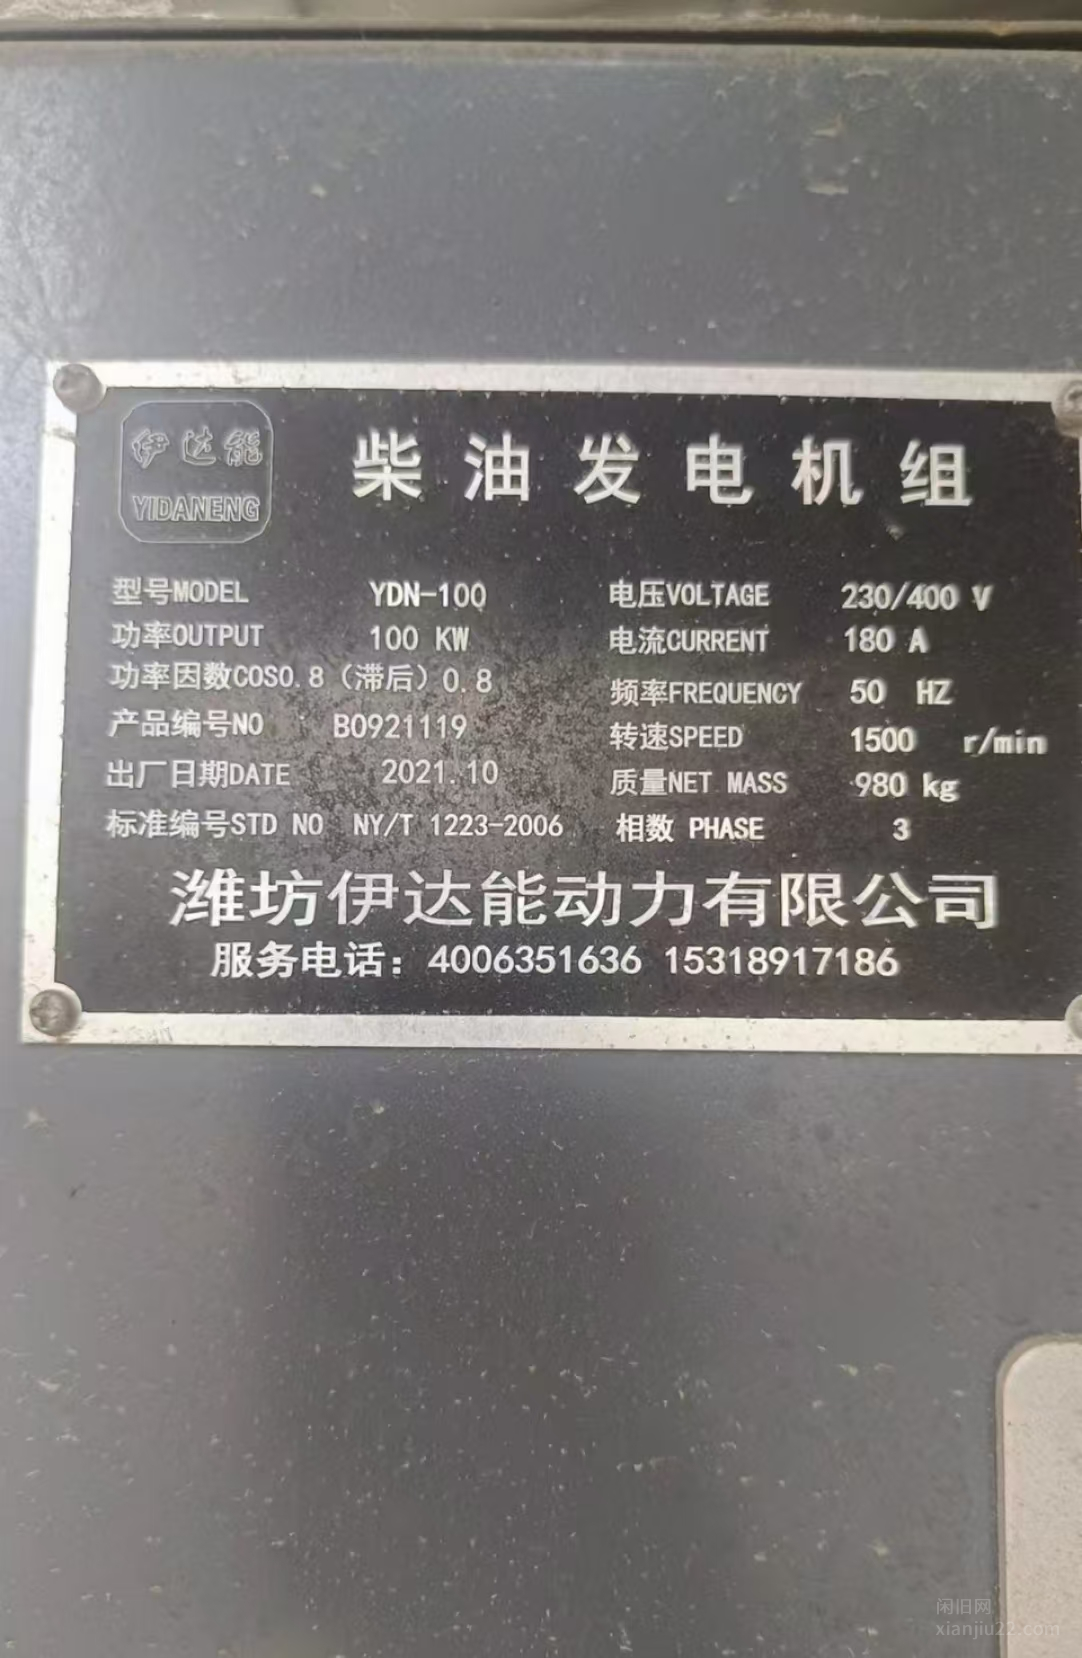 伊达能
YIDANENG
柴油发电机组
型号MODEL YDN-100 电压VOLTAGE 230/400 V
功率OUTPUT 100 KW 电流CURRENT 180 A
功率因数COS0.8（滞后）0.8 频率FREQUENCY 50 HZ
产品编号NO B0921119 转速SPEED 1500 r/min
出厂日期DATE 2021.10 质量NET MASS 980 kg
标准编号STD NO NY/T 1223-2006 相数 PHASE 3
潍坊伊达能动力有限公司
服务电话：4006351636 15318917186
闲旧网
xianjiu22.com